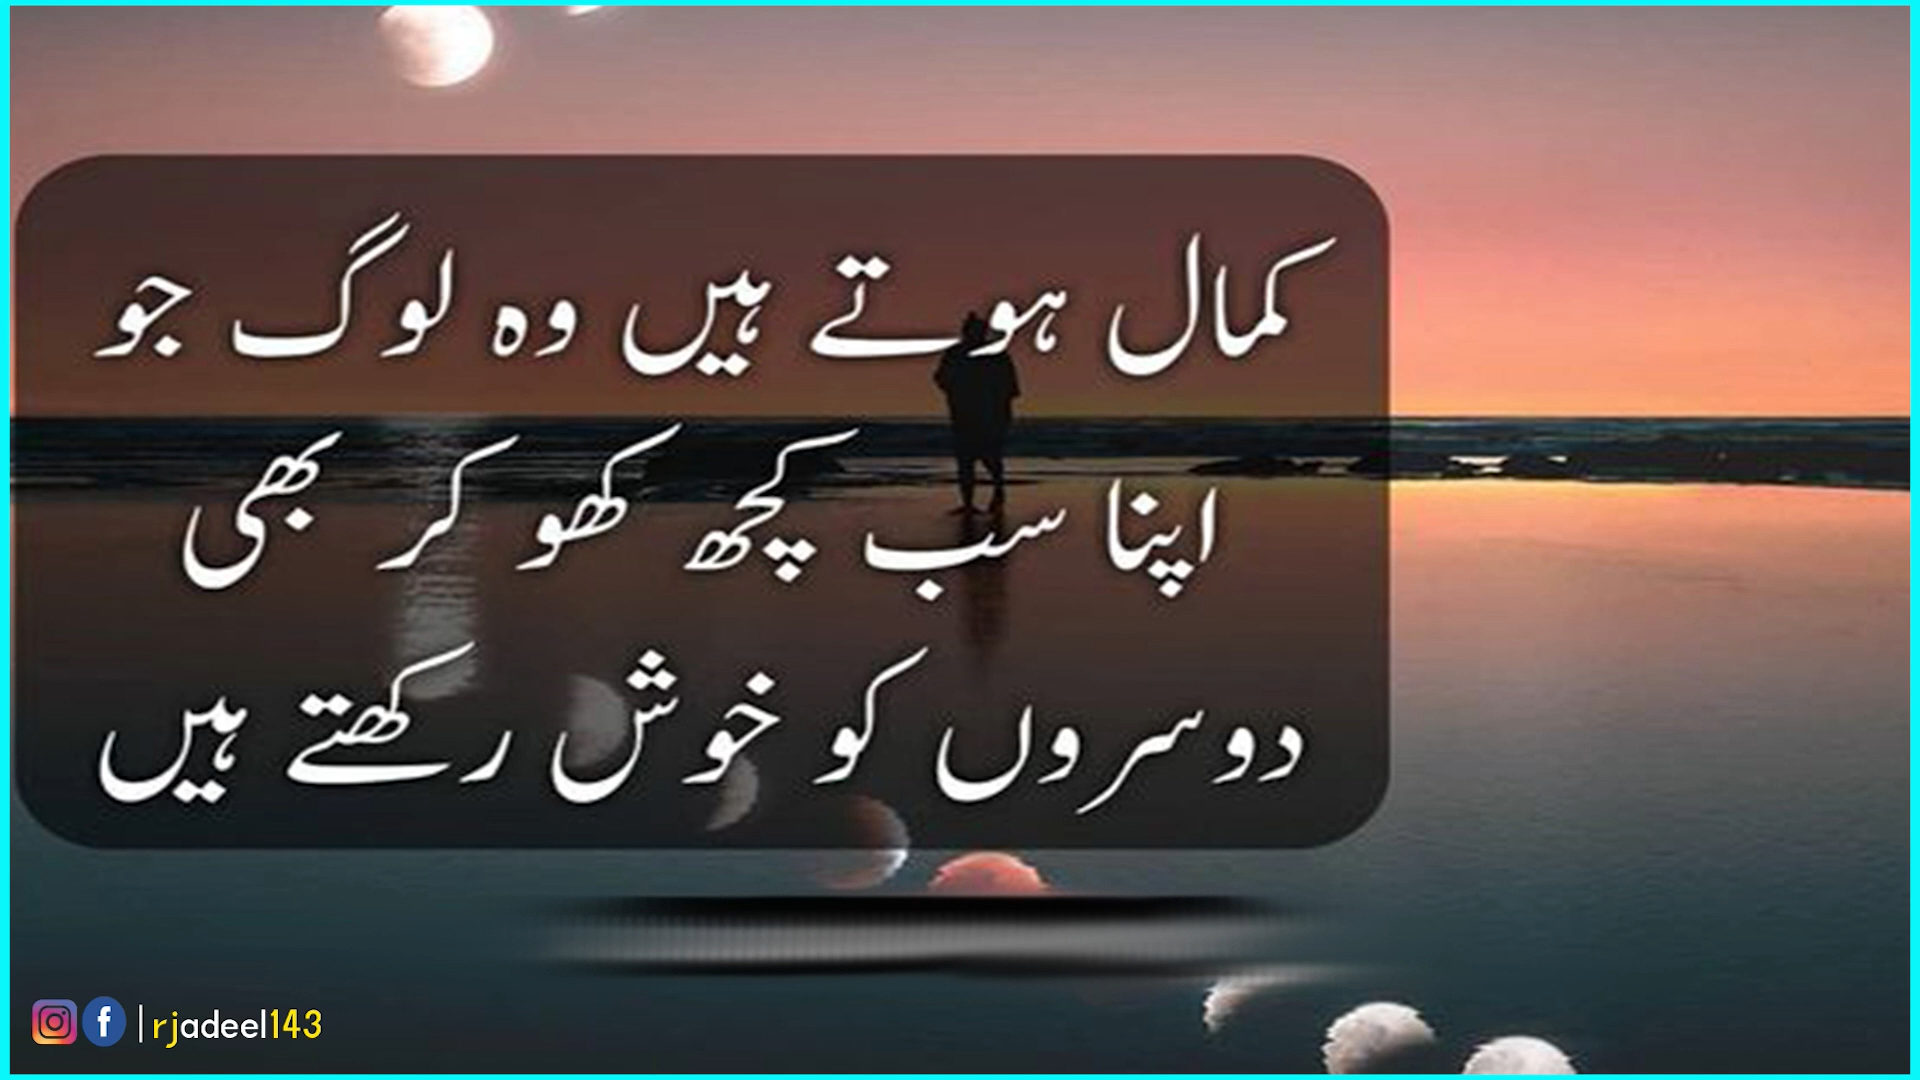 کمال ہوتے ہیں وہ لوگ جو
اپنا سب کچھ کھو کر بھی
دوسروں کو خوش رکھتے ہیں
|rjadeel143